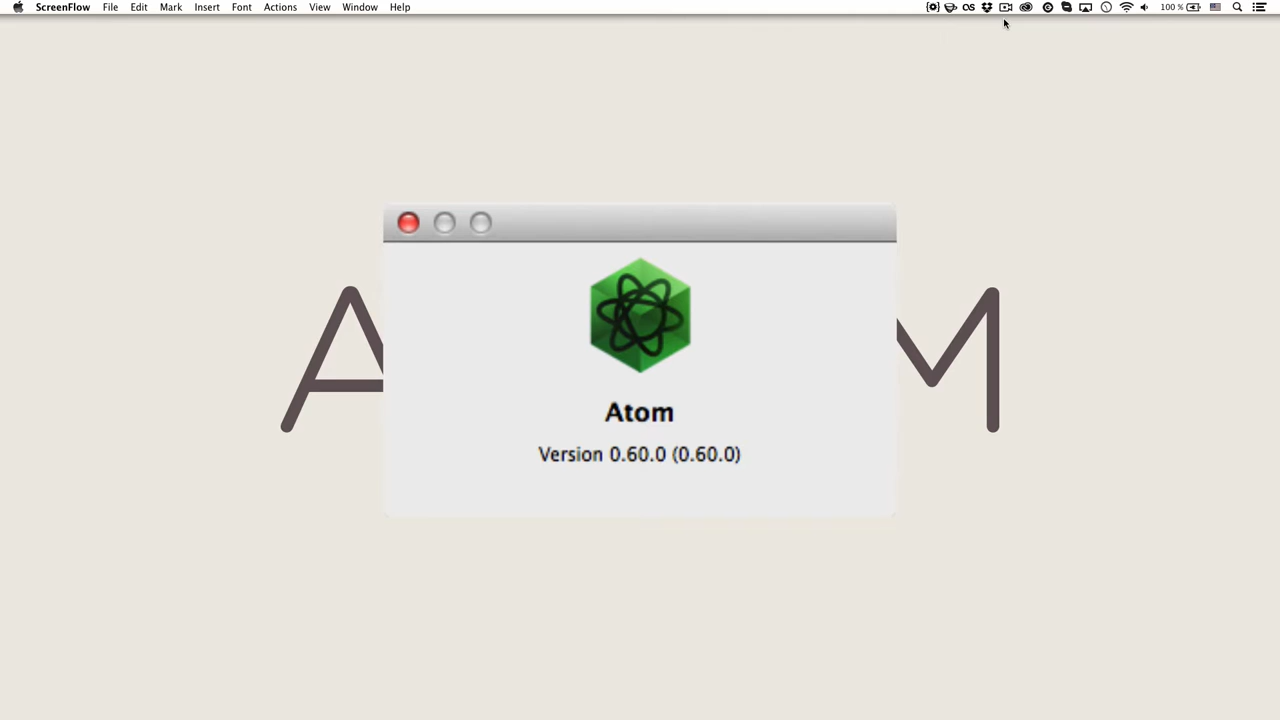 ScreenFlow File Edit Mark Insert Font Actions View Window Help 100 %
A M
Atom
Version 0.60.0 (0.60.0)